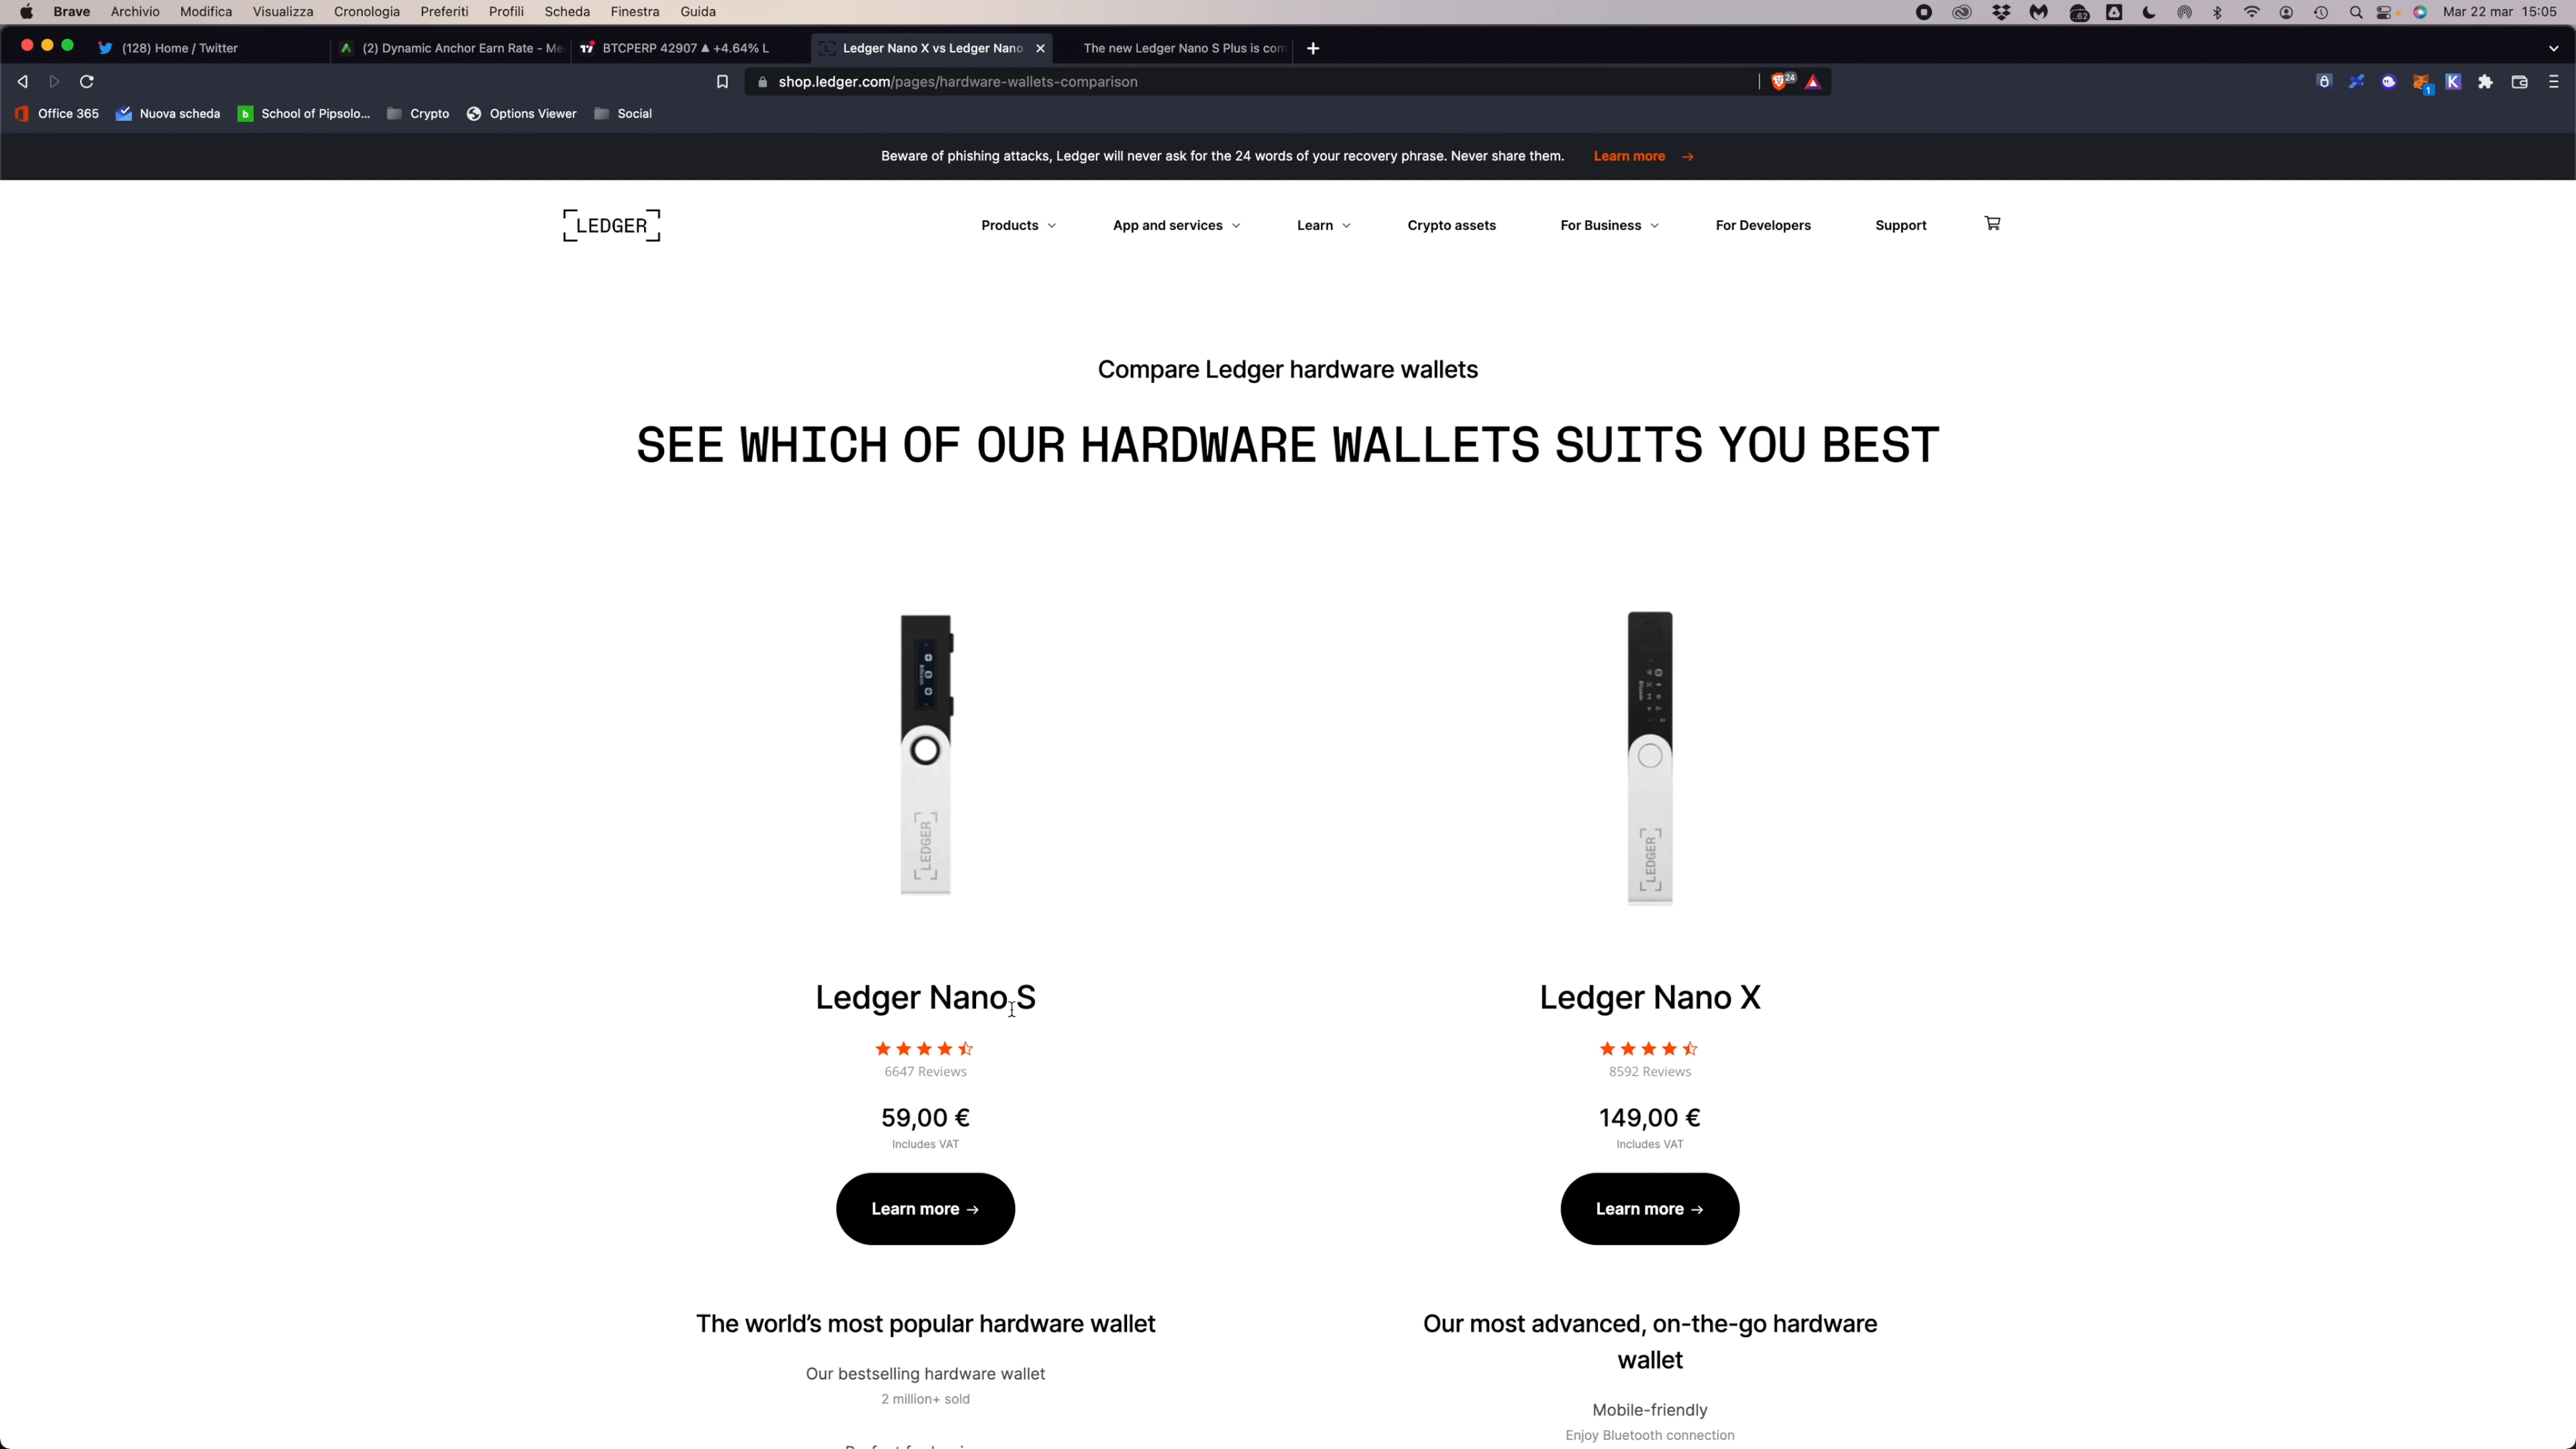 Brave Archivio Modifica Visualizza Cronologia Preferiti Profili Scheda Finestra Guida Mar 22 mar 15:05
(128) Home / Twitter (2) Dynamic Anchor Earn Rate - Me BTCPERP 42907 ▲ +4.64% L Ledger Nano X vs Ledger Nano The new Ledger Nano S Plus is com
shop.ledger.com/pages/hardware-wallets-comparison 24 1
Office 365 Nuova scheda School of Pipsolo... Crypto Options Viewer Social
Beware of phishing attacks, Ledger will never ask for the 24 words of your recovery phrase. Never share them. Learn more →
LEDGER Products App and services Learn Crypto assets For Business For Developers Support
Compare Ledger hardware wallets
SEE WHICH OF OUR HARDWARE WALLETS SUITS YOU BEST
Bitcoin Bitcoin
LEDGER LEDGER
Ledger Nano S Ledger Nano X
6647 Reviews 8592 Reviews
59,00 € 149,00 €
Includes VAT Includes VAT
Learn more → Learn more →
The world's most popular hardware wallet Our most advanced, on-the-go hardware
wallet
Our bestselling hardware wallet
2 million+ sold Mobile-friendly
Enjoy Bluetooth connection